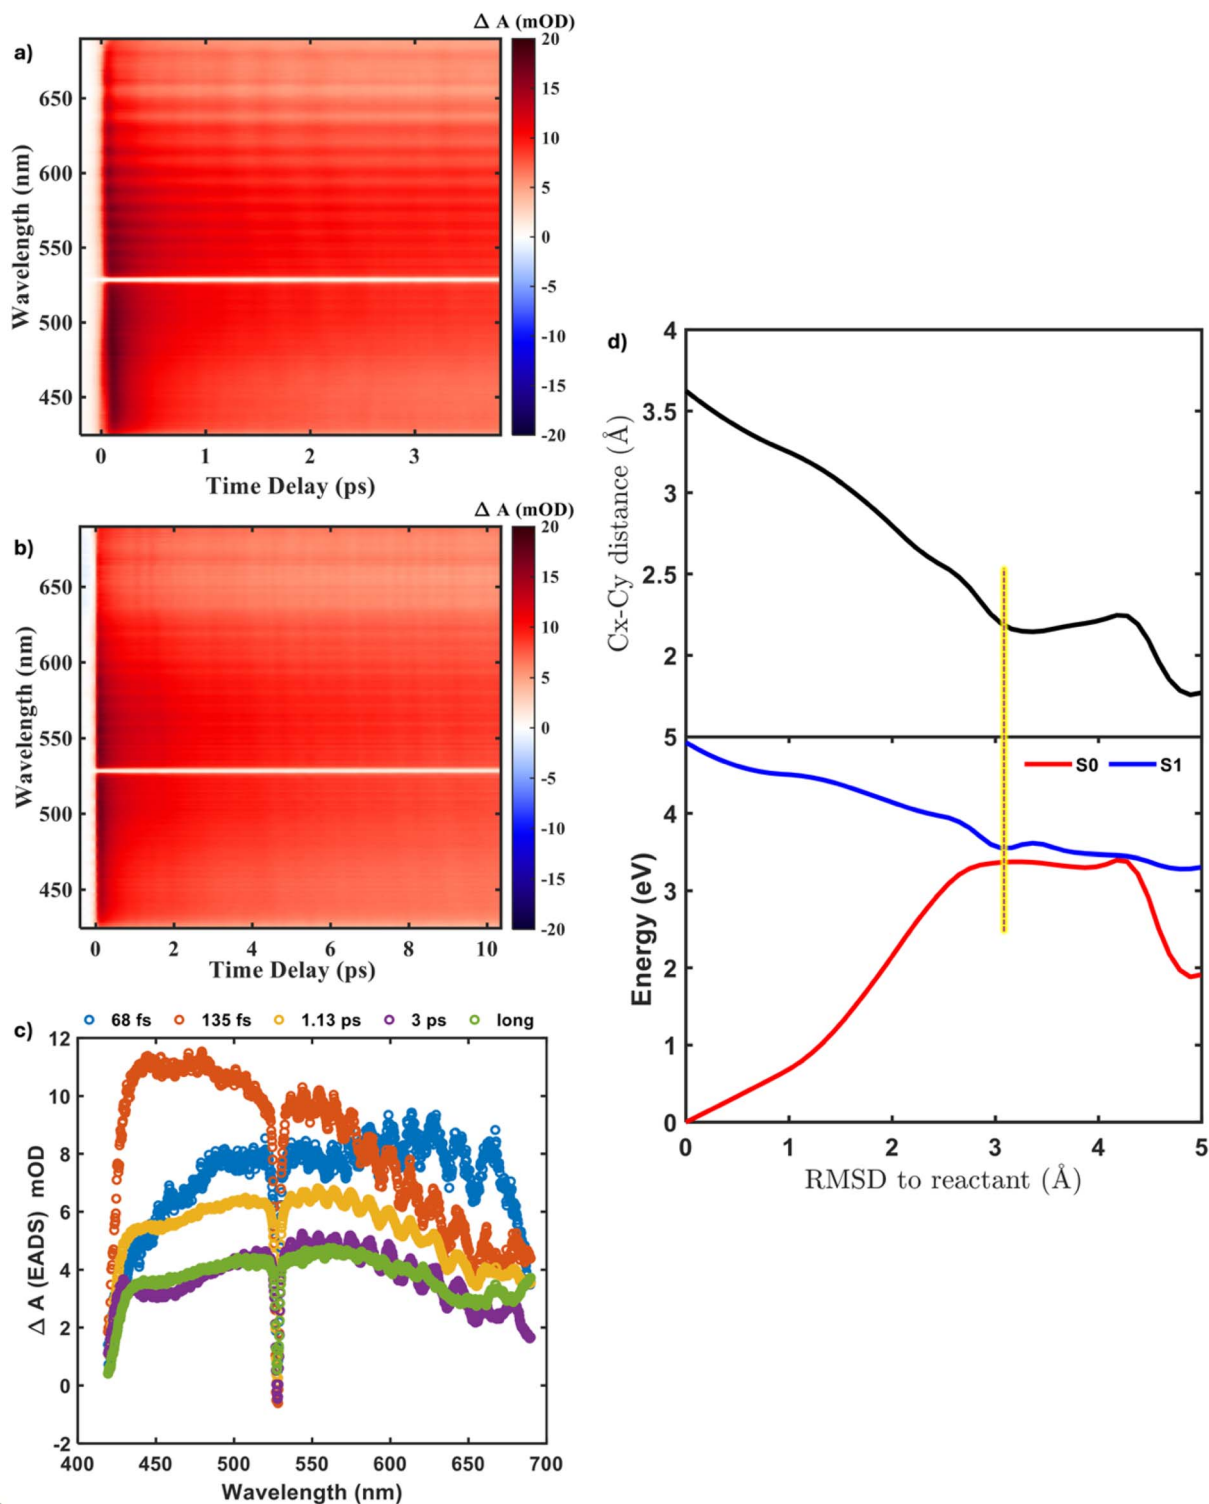 Δ A (mOD)
a)
20
15
10
5
0
-5
-10
-15
-20
650
600
550
500
450
Wavelength (nm)
0 1 2 3
Time Delay (ps)
Δ A (mOD)
b)
20
15
10
5
0
-5
-10
-15
-20
650
600
550
500
450
Wavelength (nm)
0 2 4 6 8 10
Time Delay (ps)
c)
68 fs 135 fs 1.13 ps 3 ps long
12
10
8
6
4
2
0
-2
Δ A (EADS) mOD
400 450 500 550 600 650 700
Wavelength (nm)
d)
4
3.5
3
2.5
2
Cx-Cy distance (Å)
5
4
3
2
1
0
S0 S1
Energy (eV)
0 1 2 3 4 5
RMSD to reactant (Å)